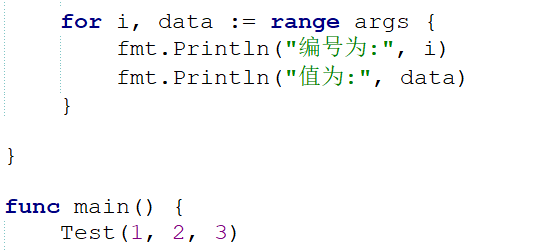 for i, data := range args {
fmt.Println("编号为:", i)
fmt.Println("值为:", data)
}
}
func main() {
Test(1, 2, 3)